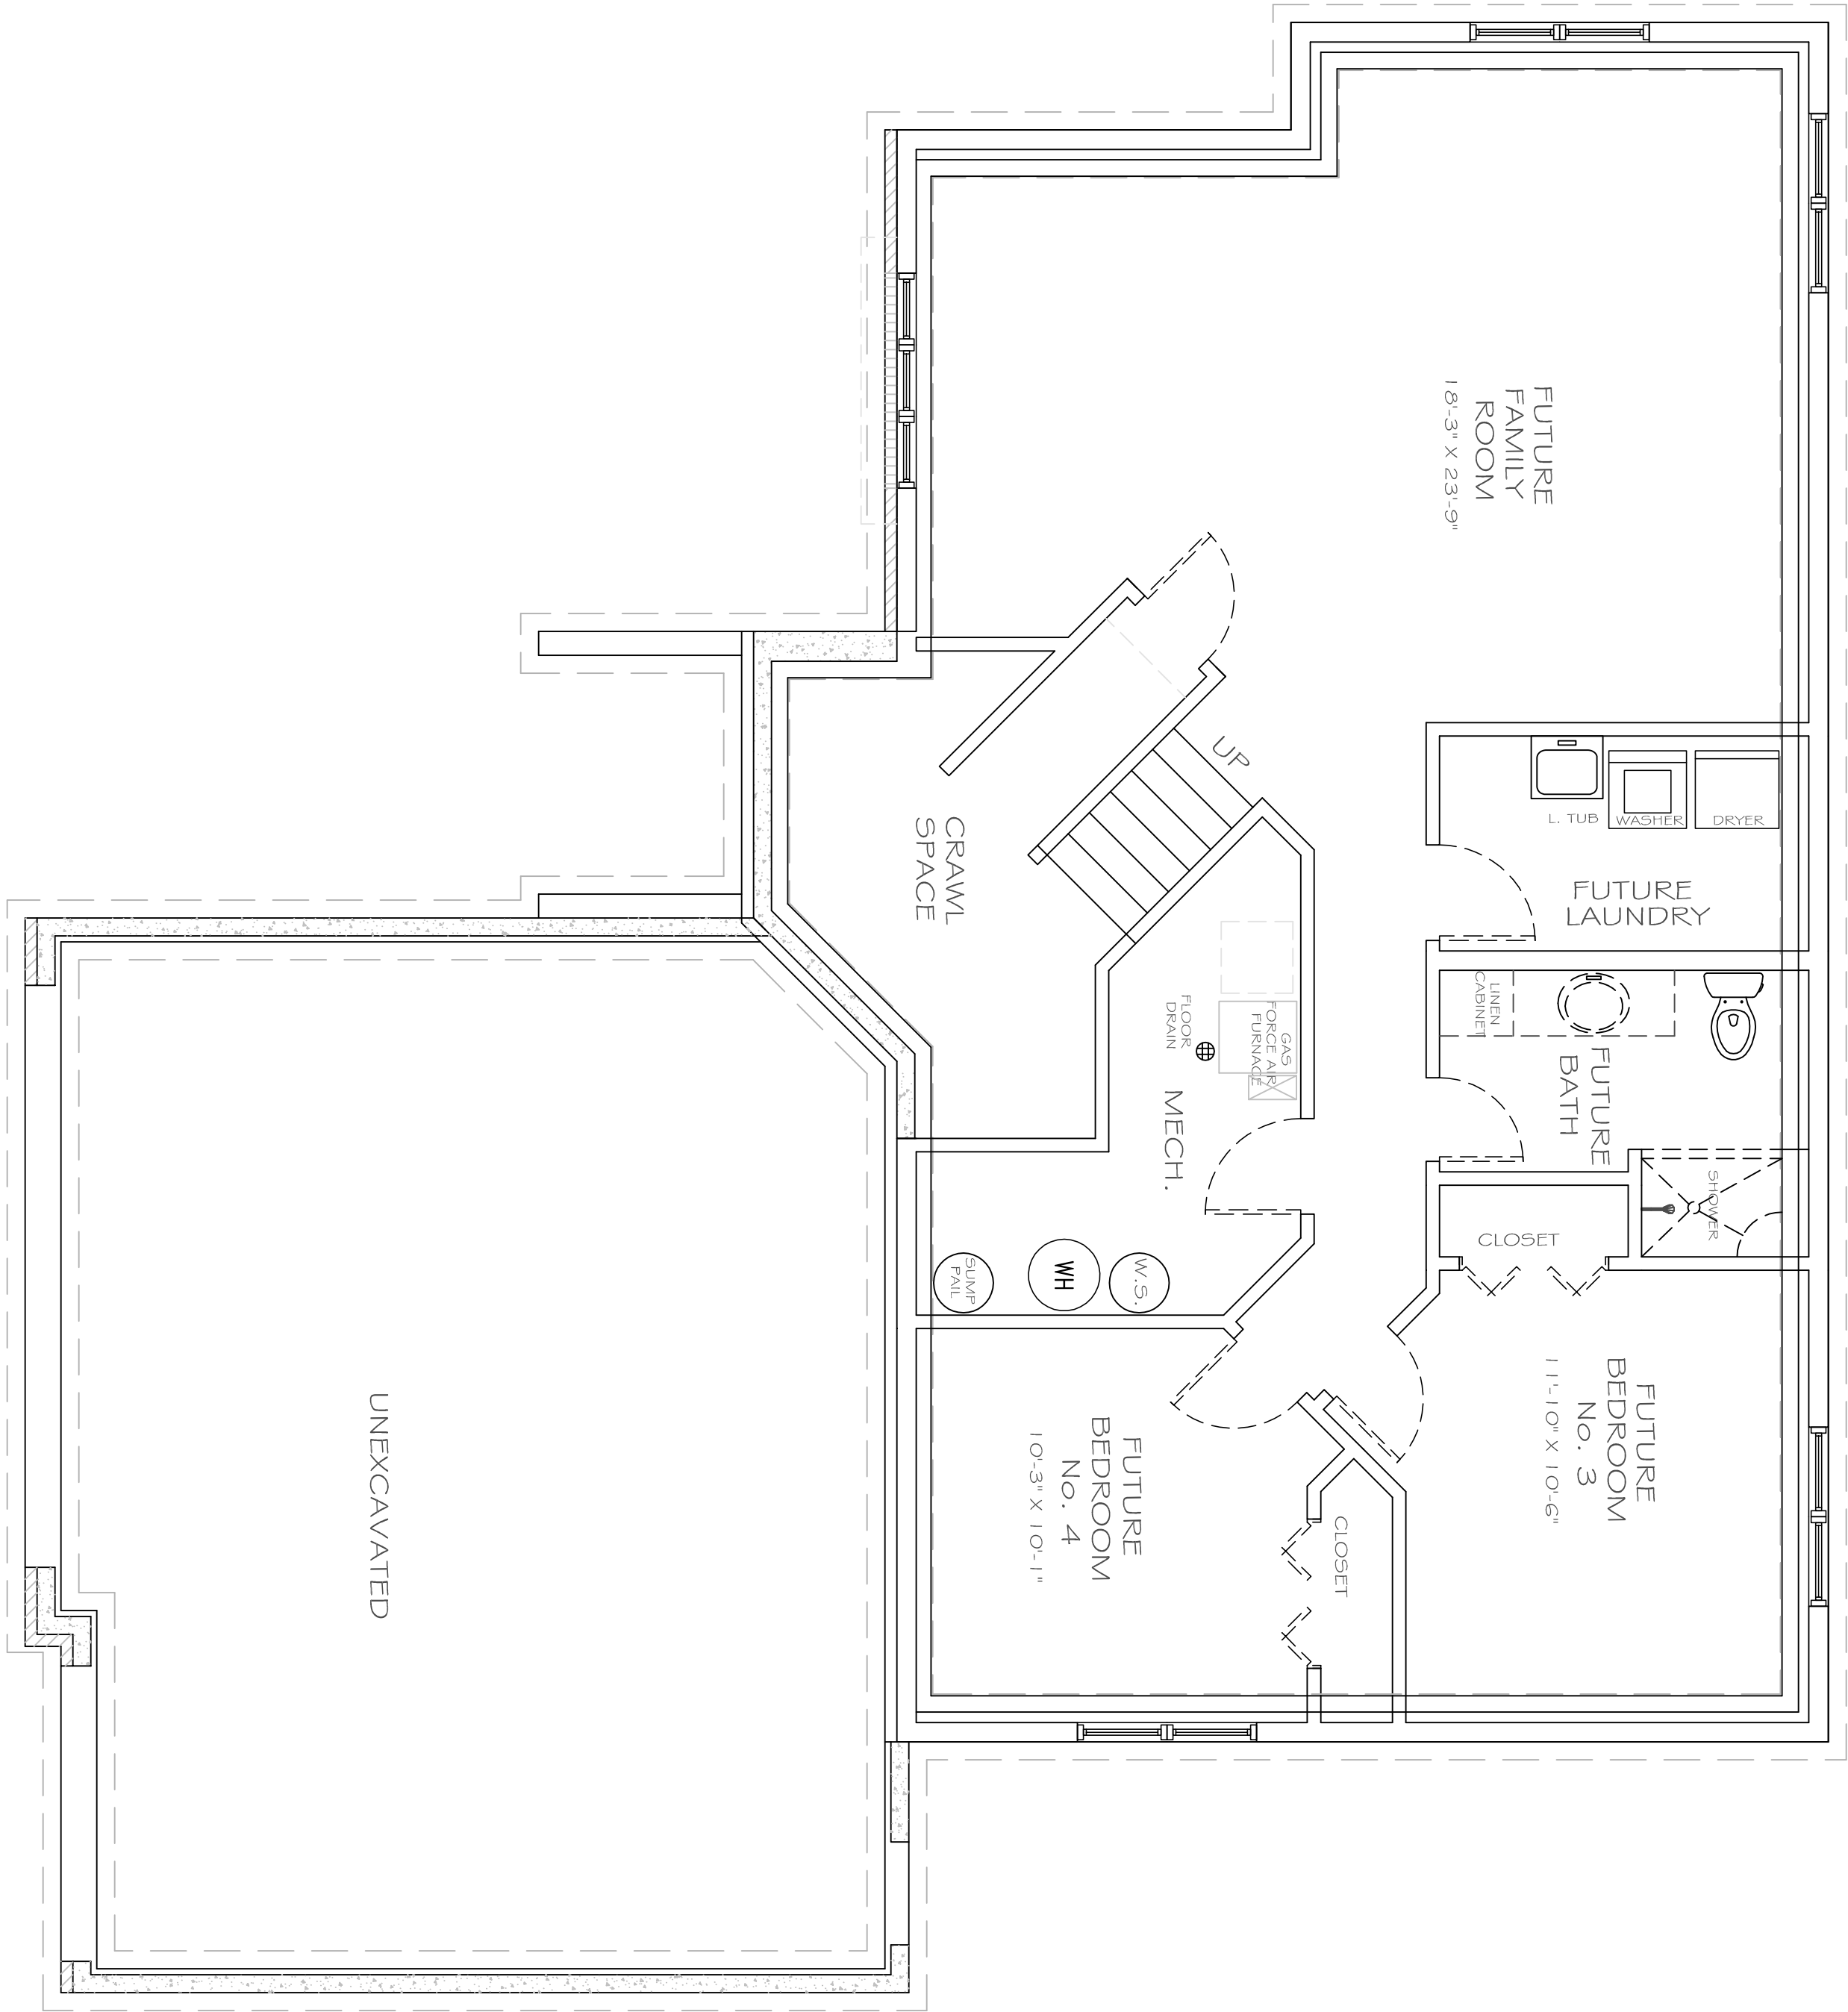 FUTURE
FAMILY
ROOM
18'-3" X 23'-9"
UP
L. TUB
WASHER
DRYER
FUTURE
LAUNDRY
CRAWL
SPACE
LINEN
CABINET
FUTURE
BATH
SHOWER
FLOOR
DRAIN
GAS
FORCE AIR
FURNACE
MECH.
CLOSET
W.S.
WH
SUMP
PAIL
FUTURE
BEDROOM
No. 3
11'-10" X 10'-6"
FUTURE
BEDROOM
No. 4
10'-3" X 10'-1"
CLOSET
UNEXCAVATED